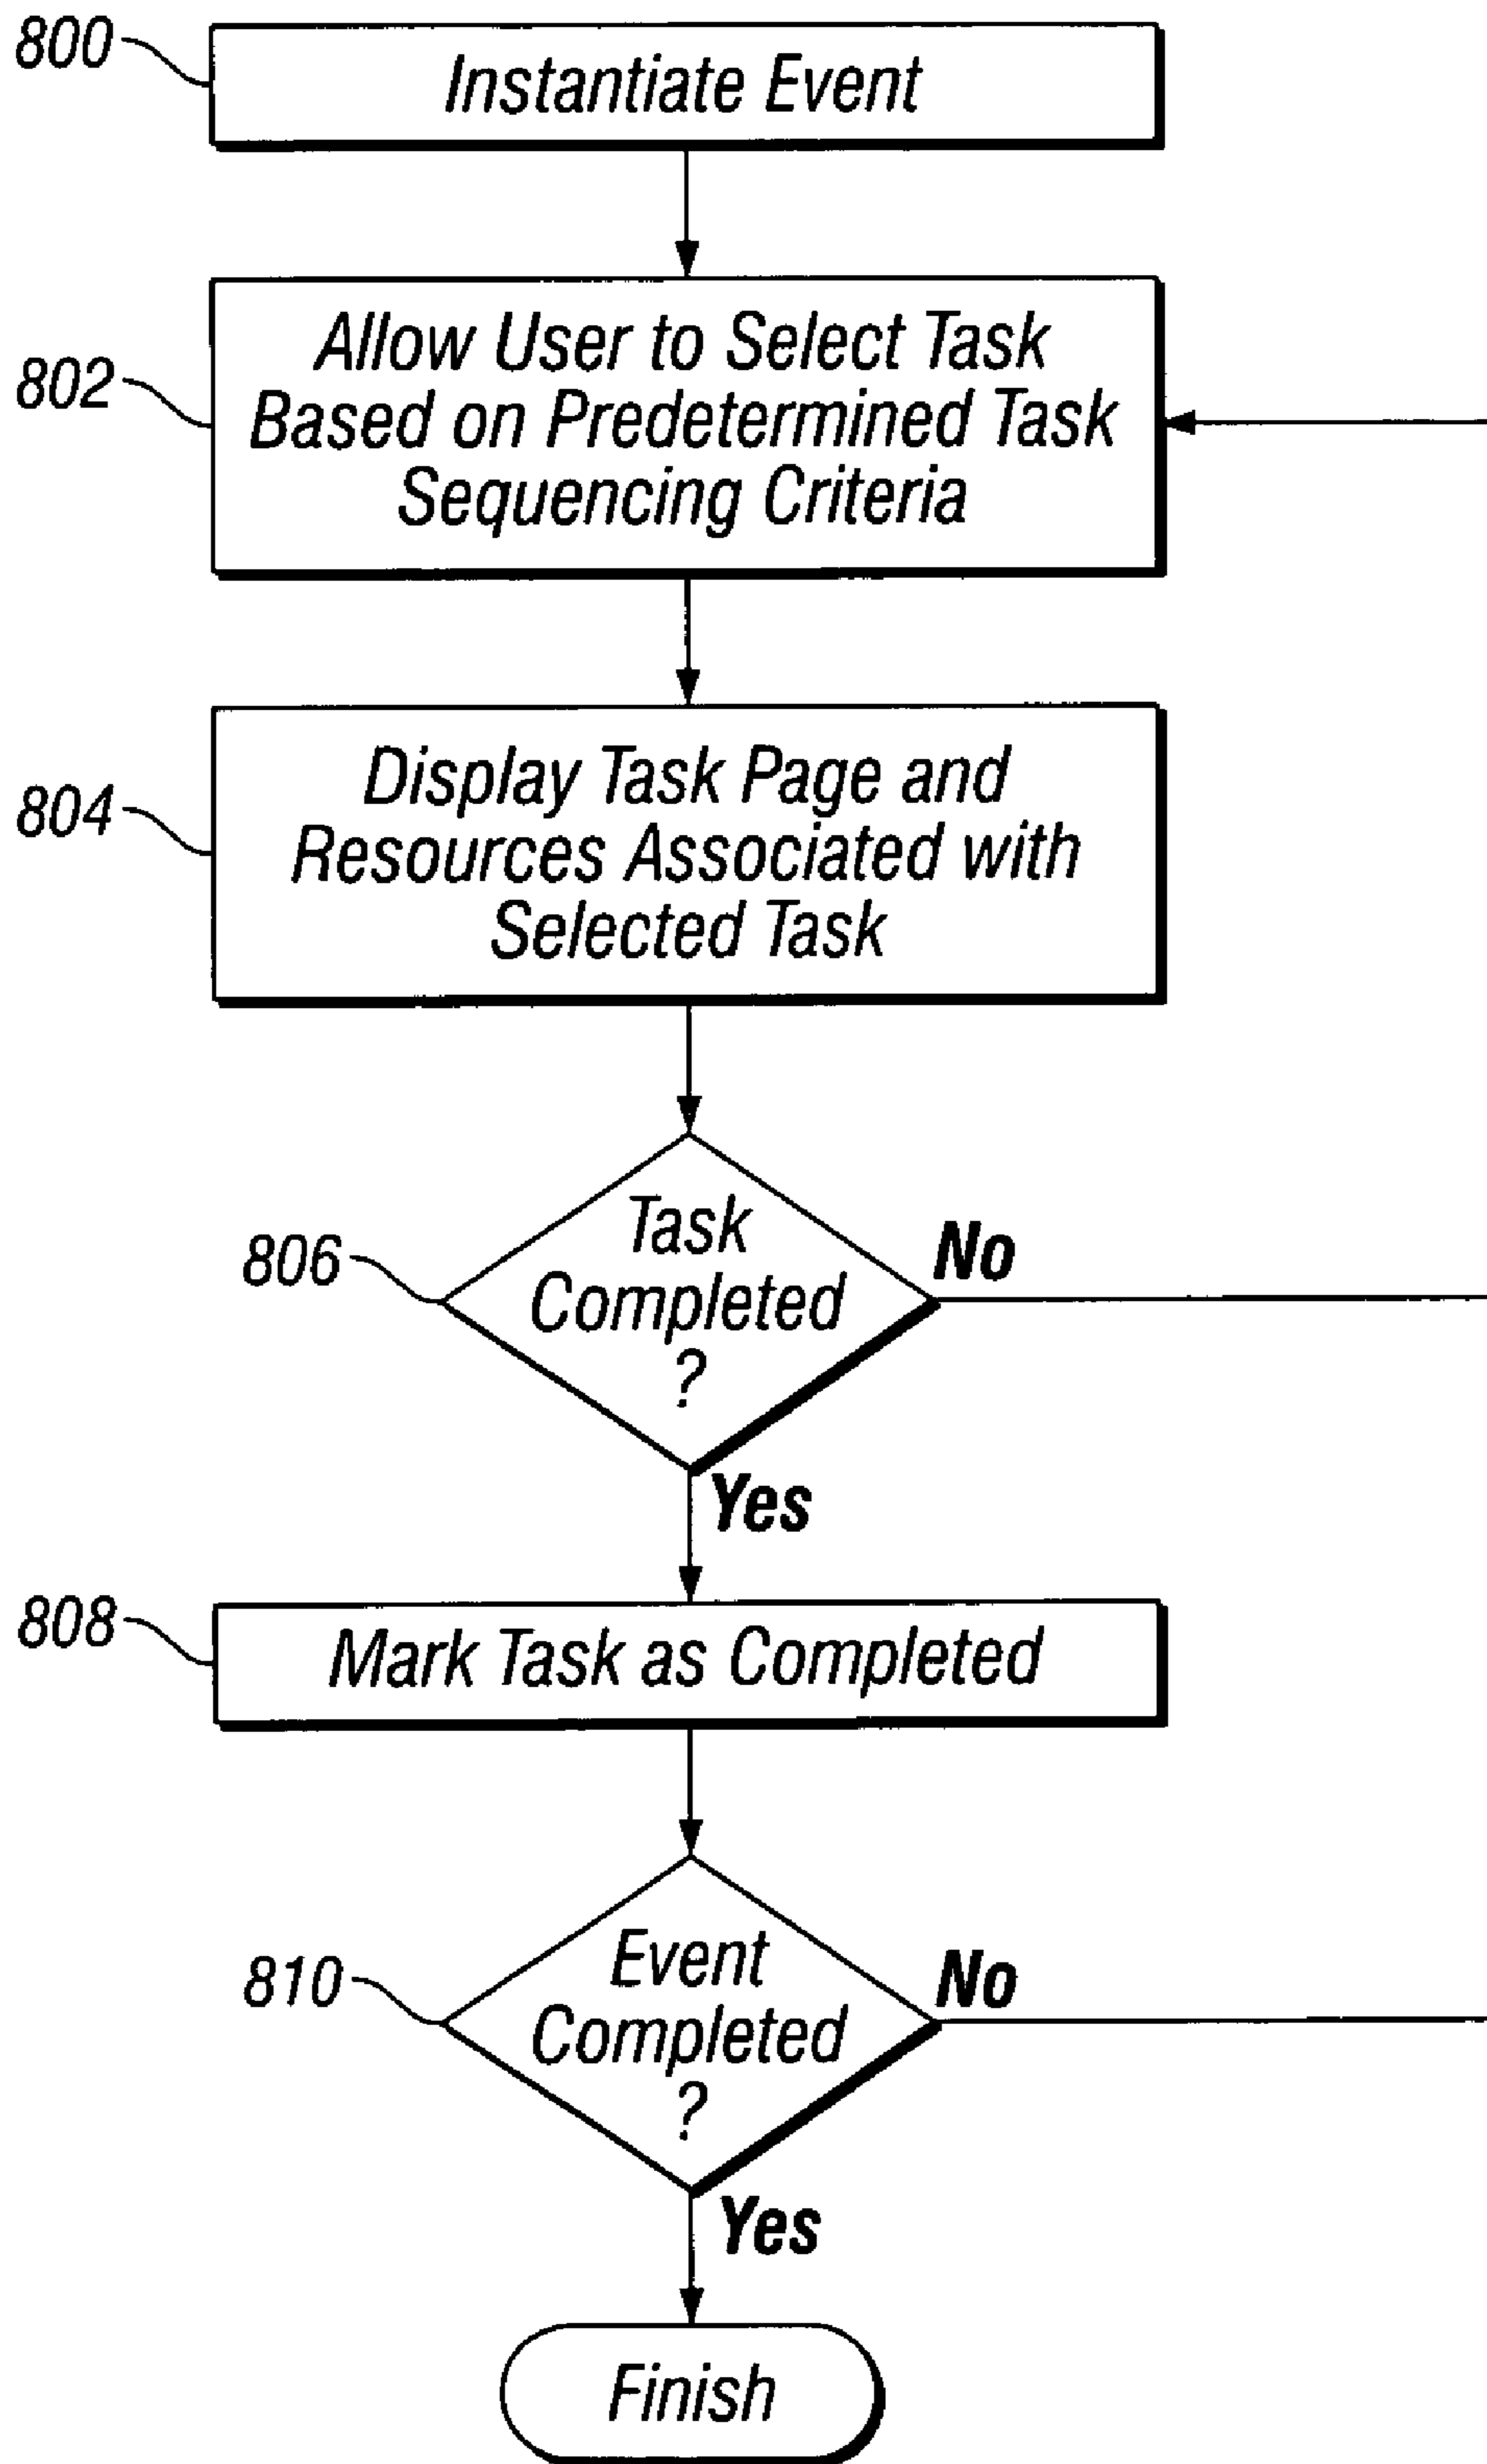 800
Instantiate Event
802
Allow User to Select Task
Based on Predetermined Task
Sequencing Criteria
804
Display Task Page and
Resources Associated with
Selected Task
806
Task
Completed
?
No
Yes
808
Mark Task as Completed
810
Event
Completed
?
No
Yes
Finish